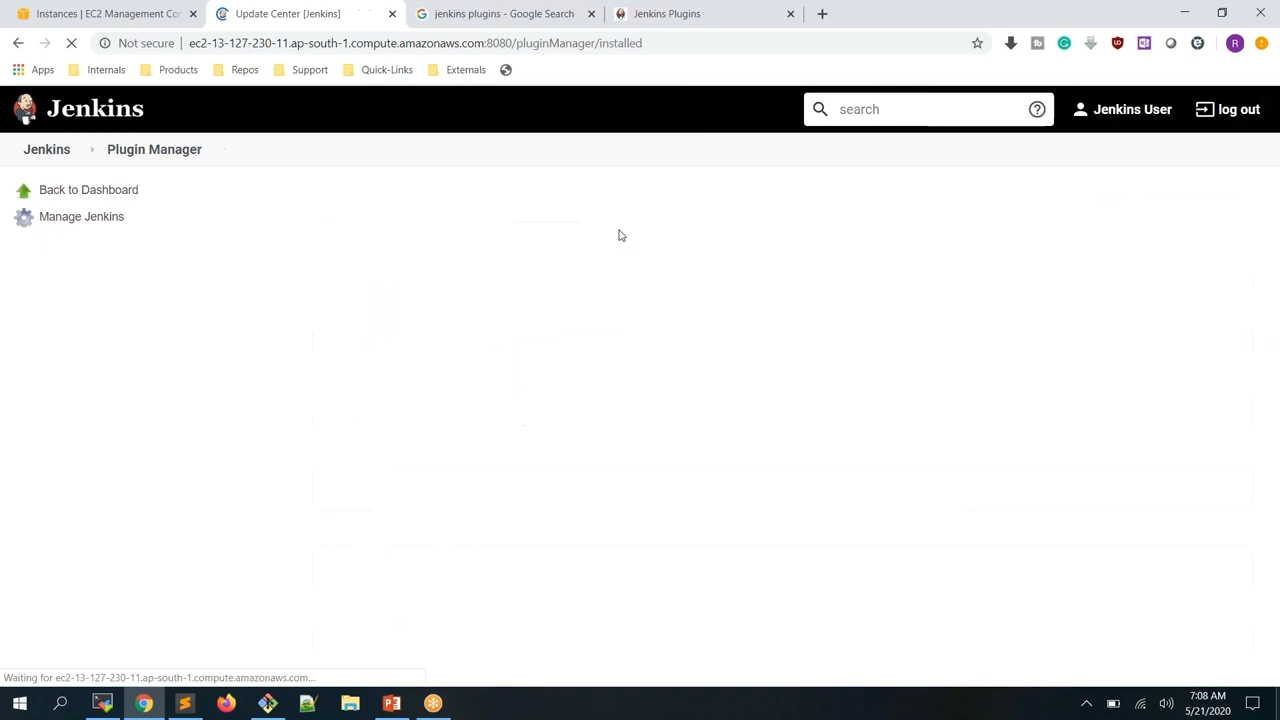 Instances | EC2 Management Con
Update Center [Jenkins]
jenkins plugins - Google Search
Jenkins Plugins
Not secure | ec2-13-127-230-11.ap-south-1.compute.amazonaws.com:8080/pluginManager/installed
R
Apps
Internals
Products
Repos
Support
Quick-Links
Externals
Jenkins
search
Jenkins User
log out
Jenkins
Plugin Manager
Back to Dashboard
Manage Jenkins
Waiting for ec2-13-127-230-11.ap-south-1.compute.amazonaws.com...
7:08 AM
5/21/2020